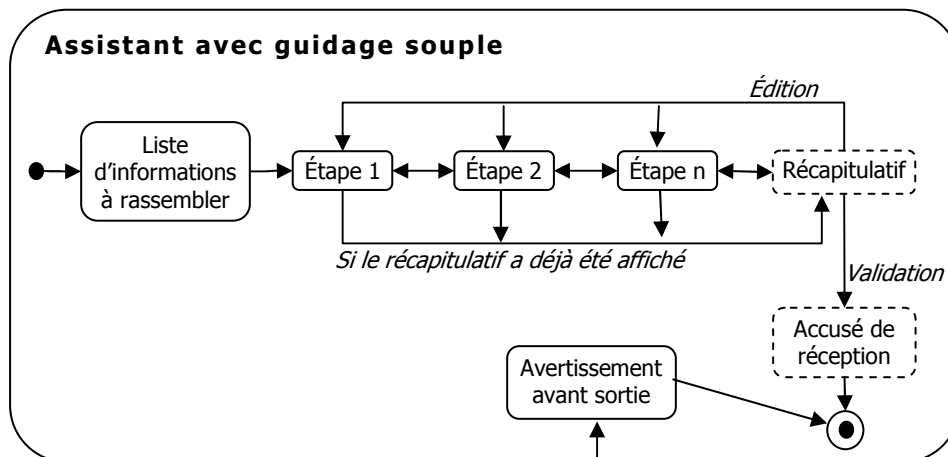 Assistant avec guidage souple
Édition
Liste
d'informations
à rassembler
Étape 1
Étape 2
Étape n
Récapitulatif
Si le récapitulatif a déjà été affiché
Validation
Accusé de
réception
Avertissement
avant sortie